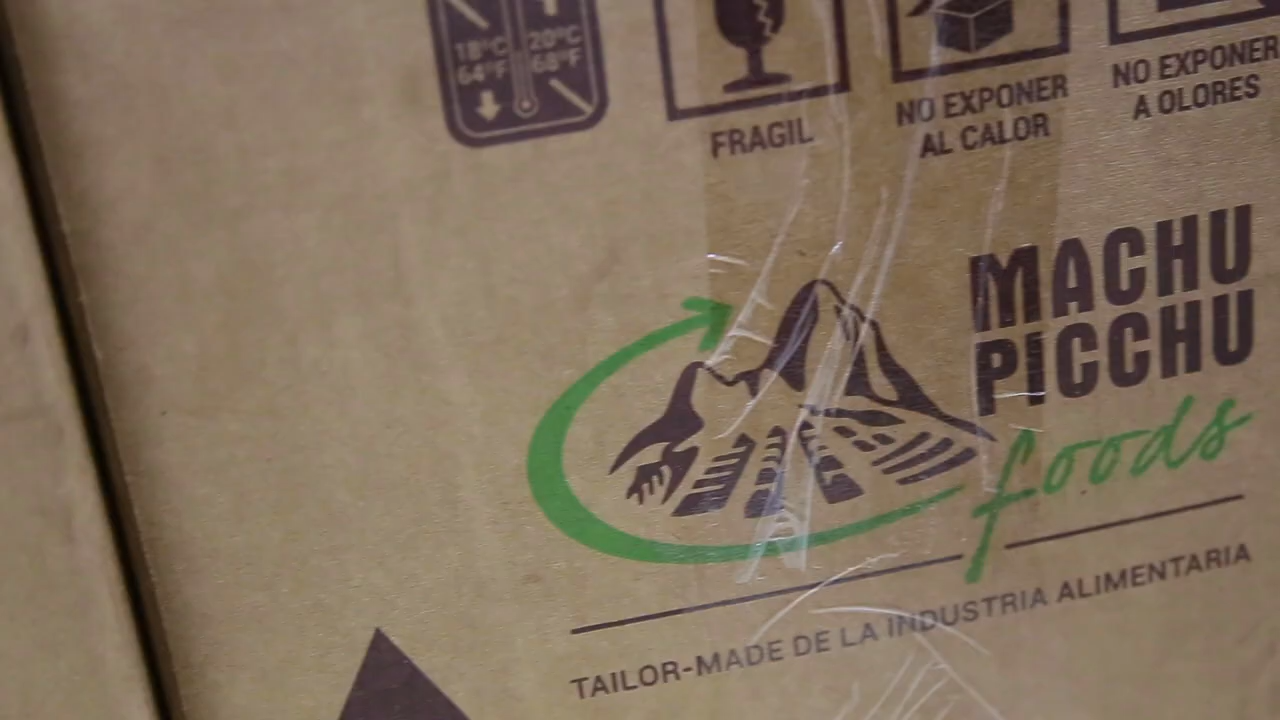 18°C 20°C
64°F 68°F
FRAGIL
NO EXPONER
AL CALOR
NO EXPONER
A OLORES
MACHU
PICCHU
foods
TAILOR-MADE DE LA INDUSTRIA ALIMENTARIA